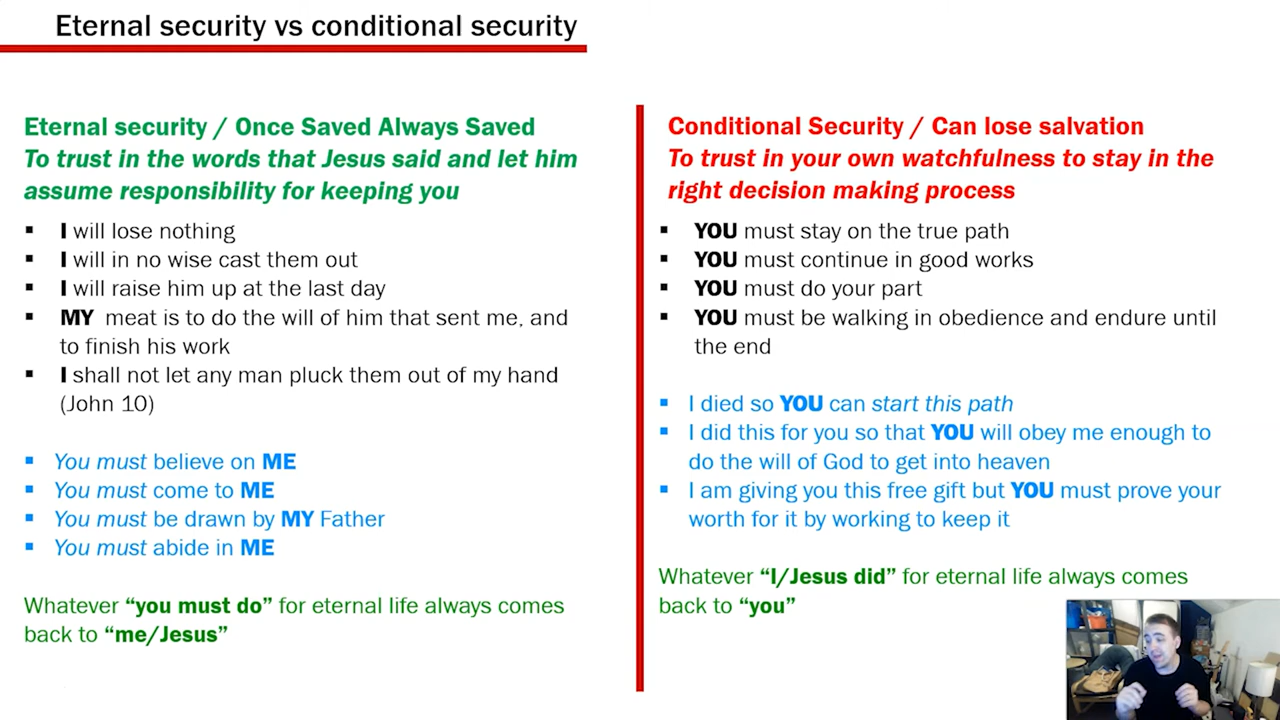 Eternal security vs conditional security
Eternal security / Once Saved Always Saved
To trust in the words that Jesus said and let him
assume responsibility for keeping you
▪ I will lose nothing
▪ I will in no wise cast them out
▪ I will raise him up at the last day
▪ MY meat is to do the will of him that sent me, and
to finish his work
▪ I shall not let any man pluck them out of my hand
(John 10)
▪ You must believe on ME
▪ You must come to ME
▪ You must be drawn by MY Father
▪ You must abide in ME
Whatever “you must do” for eternal life always comes
back to “me/Jesus”
Conditional Security / Can lose salvation
To trust in your own watchfulness to stay in the
right decision making process
▪ YOU must stay on the true path
▪ YOU must continue in good works
▪ YOU must do your part
▪ YOU must be walking in obedience and endure until
the end
▪ I died so YOU can start this path
▪ I did this for you so that YOU will obey me enough to
do the will of God to get into heaven
▪ I am giving you this free gift but YOU must prove your
worth for it by working to keep it
Whatever “I/Jesus did” for eternal life always comes
back to “you”